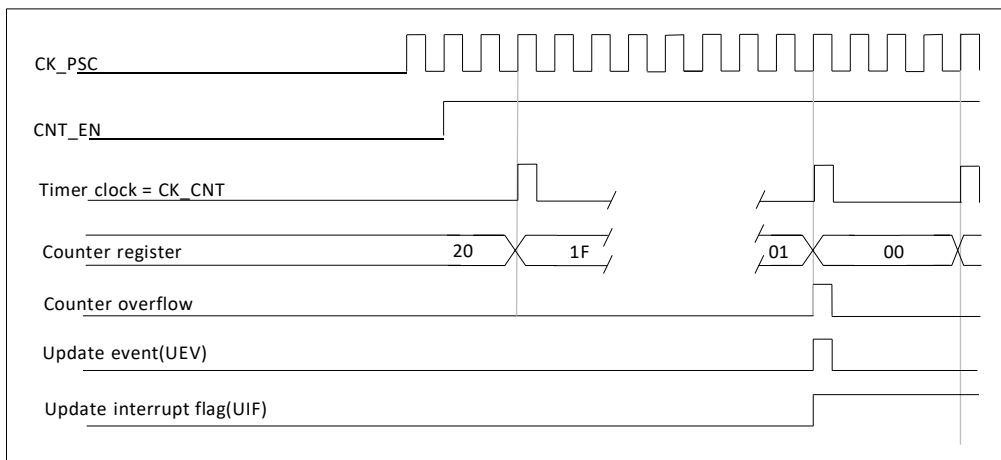 CK_PSC
CNT_EN
Timer clock = CK_CNT
Counter register 20 1F 01 00
Counter overflow
Update event(UEV)
Update interrupt flag(UIF)